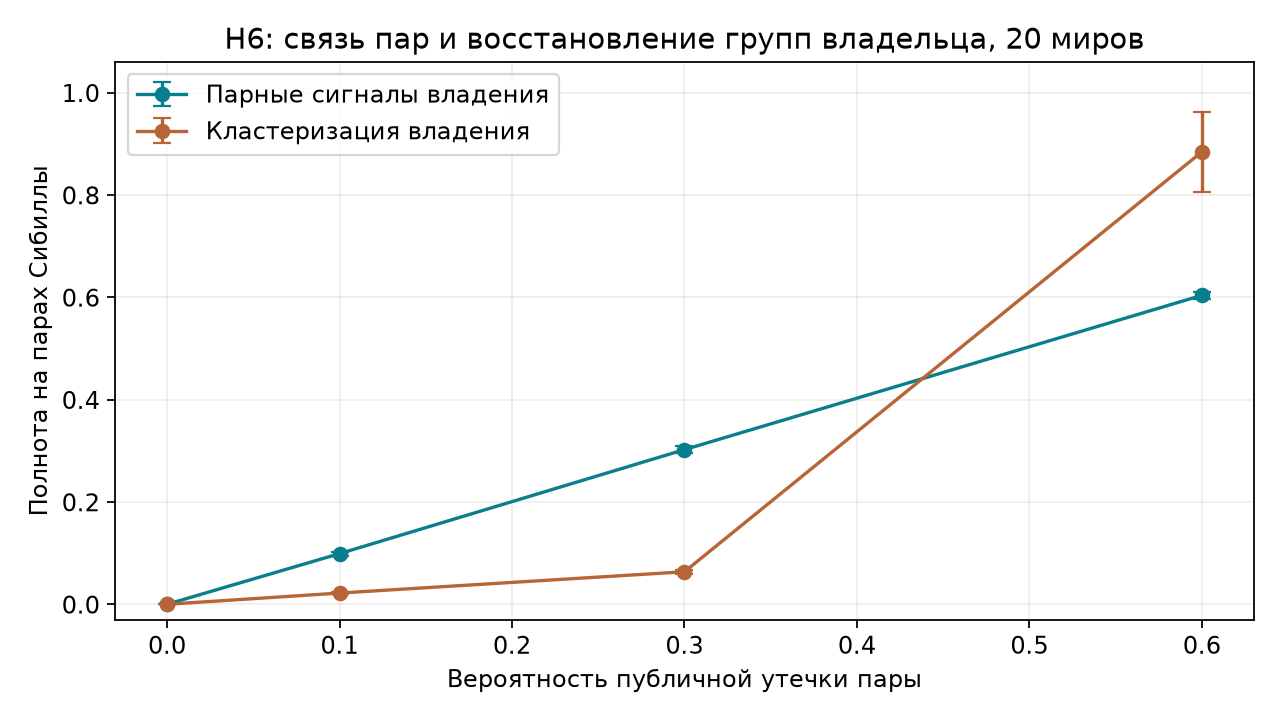 H6: связь пар и восстановление групп владельца, 20 миров
Парные сигналы владения
Кластеризация владения
Полнота на парах Сибиллы
1.0
0.8
0.6
0.4
0.2
0.0
0.0 0.1 0.2 0.3 0.4 0.5 0.6
Вероятность публичной утечки пары